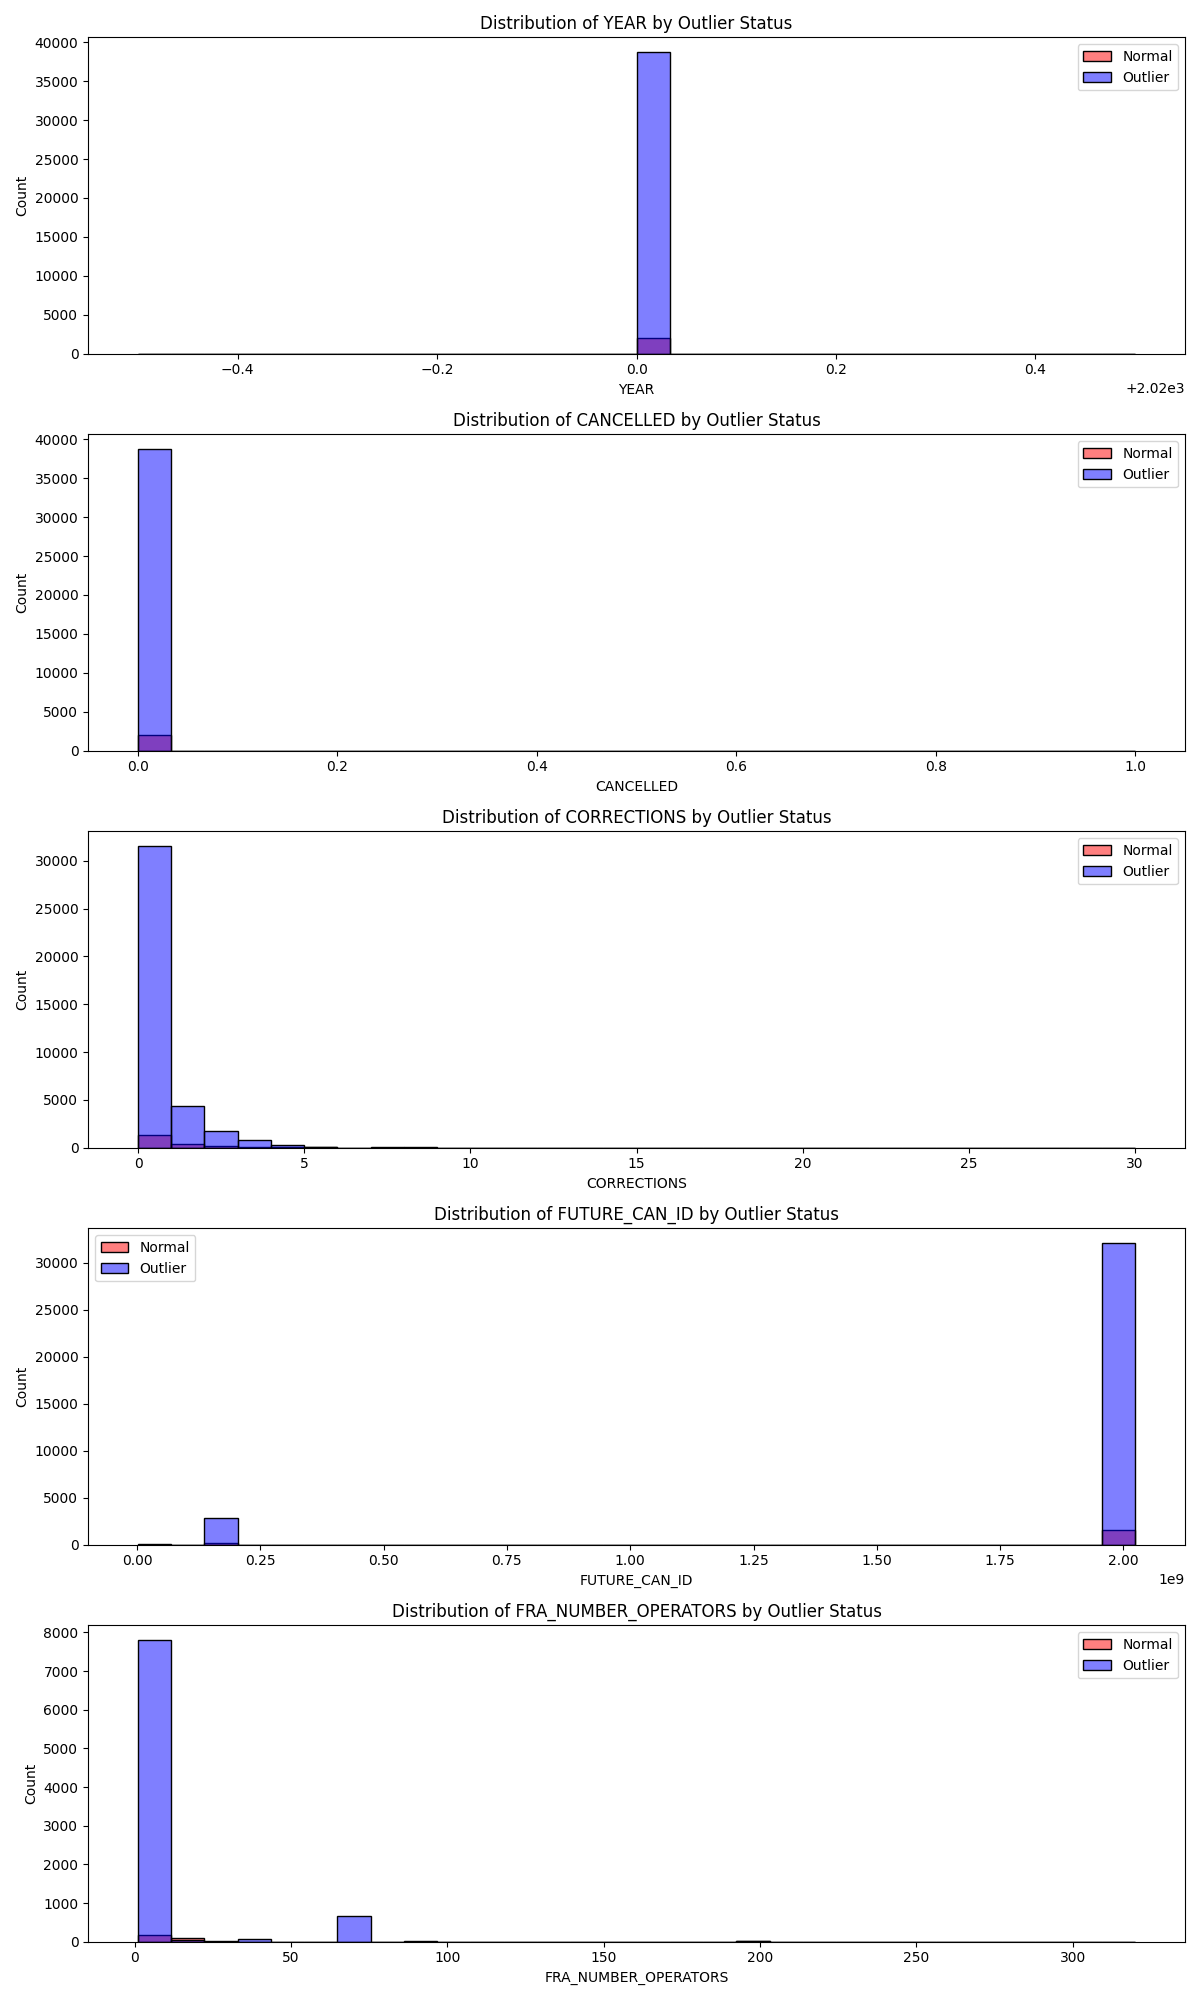 Distribution of YEAR by Outlier Status
40000
35000
30000
25000
20000
15000
10000
5000
0
Count
Normal
Outlier
−0.4 −0.2 0.0 0.2 0.4
YEAR
+2.02e3
Distribution of CANCELLED by Outlier Status
40000
35000
30000
25000
20000
15000
10000
5000
0
Count
Normal
Outlier
0.0 0.2 0.4 0.6 0.8 1.0
CANCELLED
Distribution of CORRECTIONS by Outlier Status
30000
25000
20000
15000
10000
5000
0
Count
Normal
Outlier
0 5 10 15 20 25 30
CORRECTIONS
Distribution of FUTURE_CAN_ID by Outlier Status
30000
25000
20000
15000
10000
5000
0
Count
Normal
Outlier
0.00 0.25 0.50 0.75 1.00 1.25 1.50 1.75 2.00
FUTURE_CAN_ID
1e9
Distribution of FRA_NUMBER_OPERATORS by Outlier Status
8000
7000
6000
5000
4000
3000
2000
1000
0
Count
Normal
Outlier
0 50 100 150 200 250 300
FRA_NUMBER_OPERATORS